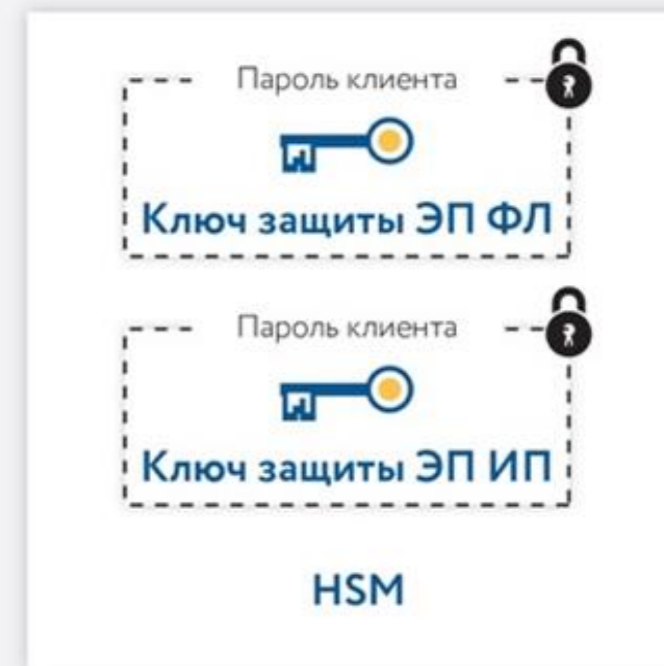 Пароль клиента
Ключ защиты ЭП ФЛ
Пароль клиента
Ключ защиты ЭП ИП
HSM